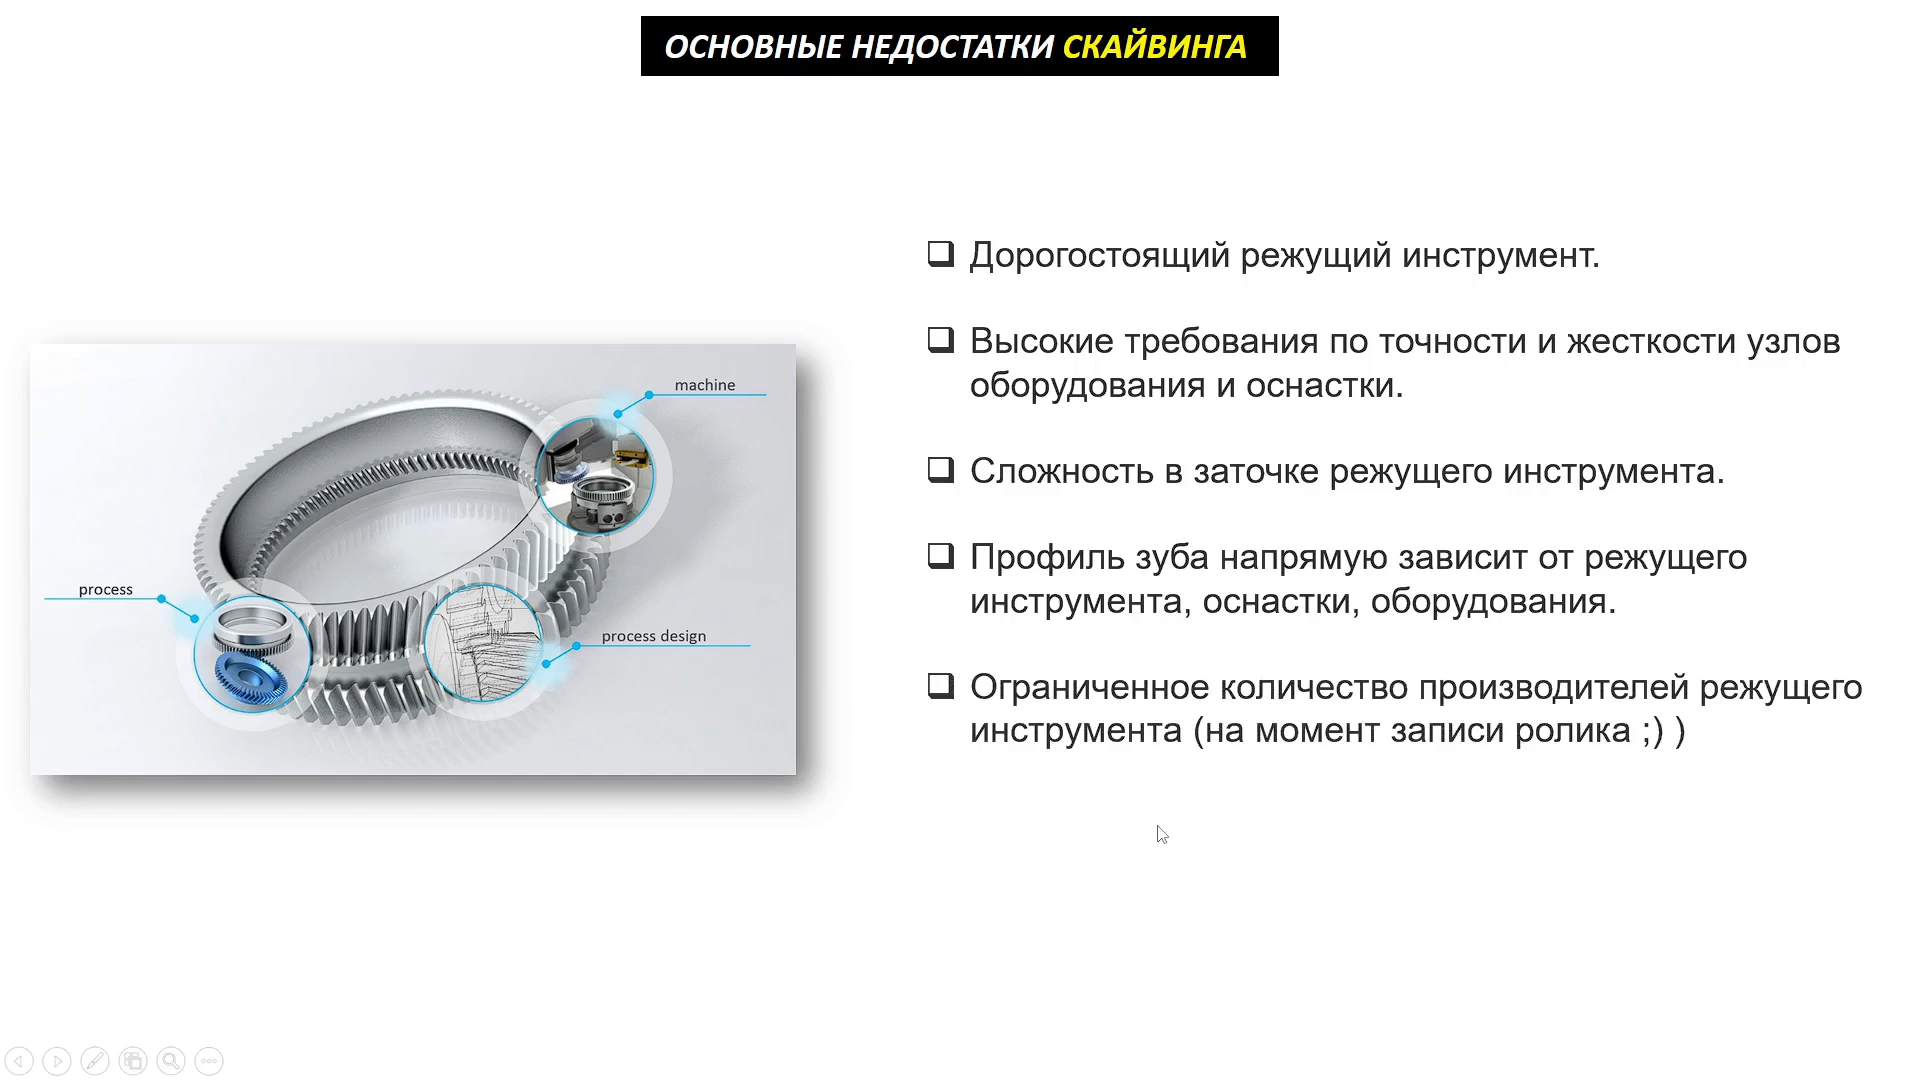 ОСНОВНЫЕ НЕДОСТАТКИ СКАЙВИНГА
Дорогостоящий режущий инструмент.
Высокие требования по точности и жесткости узлов
оборудования и оснастки.
Сложность в заточке режущего инструмента.
Профиль зуба напрямую зависит от режущего
инструмента, оснастки, оборудования.
Ограниченное количество производителей режущего
инструмента (на момент записи ролика ;) )
machine
process
process design